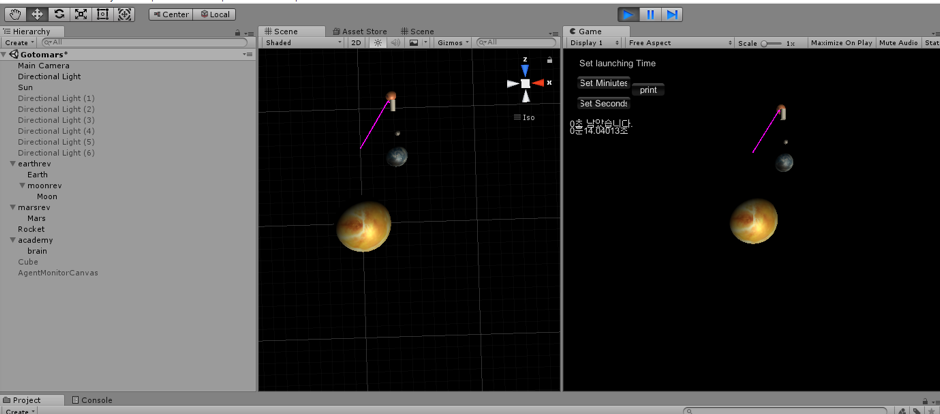 Center Local
Hierarchy
Create All
Gotomars*
Main Camera
Directional Light
Sun
Directional Light (1)
Directional Light (2)
Directional Light (3)
Directional Light (4)
Directional Light (5)
Directional Light (6)
earthrev
Earth
moonrev
Moon
marsrev
Mars
Rocket
academy
brain
Cube
AgentMonitorCanvas
Scene Asset Store Scene
Shaded 2D Gizmos All
z
x
Iso
Game
Display 1 Free Aspect Scale 1x Maximize On Play Mute Audio Stat
Set launching Time
Set Miniutes
print
Set Seconds
0초 남았습니다.
0분14.04013초
Project Console
Create